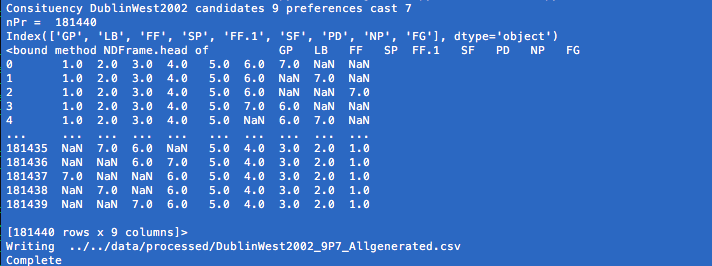 Consituency DublinWest2002 candidates 9 preferences cast 7
nPr =  181440
Index(['GP', 'LB', 'FF', 'SP', 'FF.1', 'SF', 'PD', 'NP', 'FG'], dtype='object')
<bound method NDFrame.head of         GP   LB   FF   SP  FF.1   SF   PD   NP   FG
0       1.0  2.0  3.0  4.0   5.0  6.0  7.0  NaN  NaN
1       1.0  2.0  3.0  4.0   5.0  6.0  NaN  7.0  NaN
2       1.0  2.0  3.0  4.0   5.0  6.0  NaN  NaN  7.0
3       1.0  2.0  3.0  4.0   5.0  7.0  6.0  NaN  NaN
4       1.0  2.0  3.0  4.0   5.0  NaN  6.0  7.0  NaN
...     ...  ...  ...  ...   ...  ...  ...  ...  ...
181435  NaN  7.0  6.0  NaN   5.0  4.0  3.0  2.0  1.0
181436  NaN  NaN  6.0  7.0   5.0  4.0  3.0  2.0  1.0
181437  7.0  NaN  NaN  6.0   5.0  4.0  3.0  2.0  1.0
181438  NaN  7.0  NaN  6.0   5.0  4.0  3.0  2.0  1.0
181439  NaN  NaN  7.0  6.0   5.0  4.0  3.0  2.0  1.0
[181440 rows x 9 columns]>
Writing  ../../data/processed/DublinWest2002_9P7_Allgenerated.csv
Complete